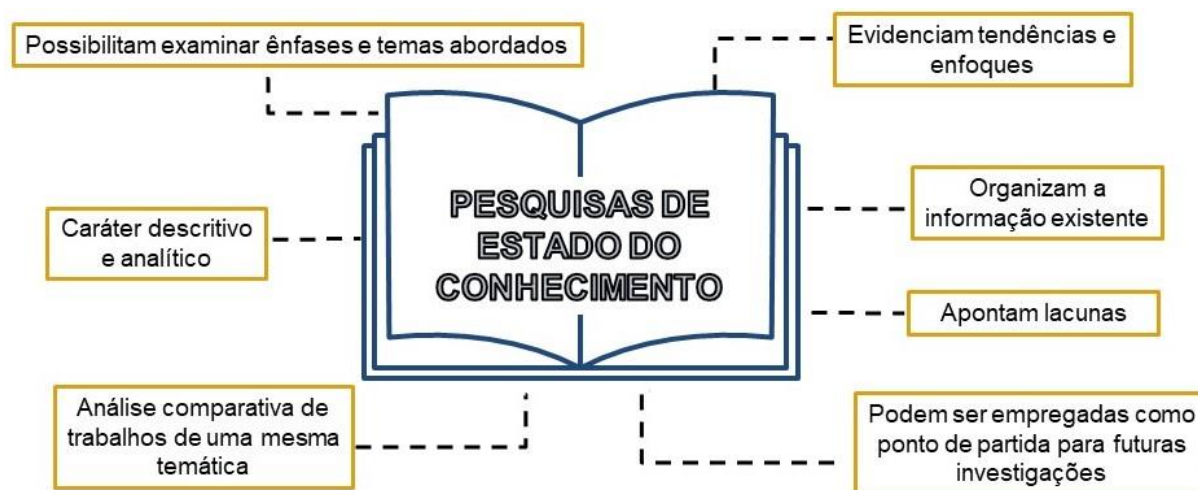 Possibilitam examinar ênfases e temas abordados
Evidenciam tendências e
enfoques
PESQUISAS DE
ESTADO DO
CONHECIMENTO
Caráter descritivo
e analítico
Organizam a
informação existente
Apontam lacunas
Análise comparativa de
trabalhos de uma mesma
temática
Podem ser empregadas como
ponto de partida para futuras
investigações